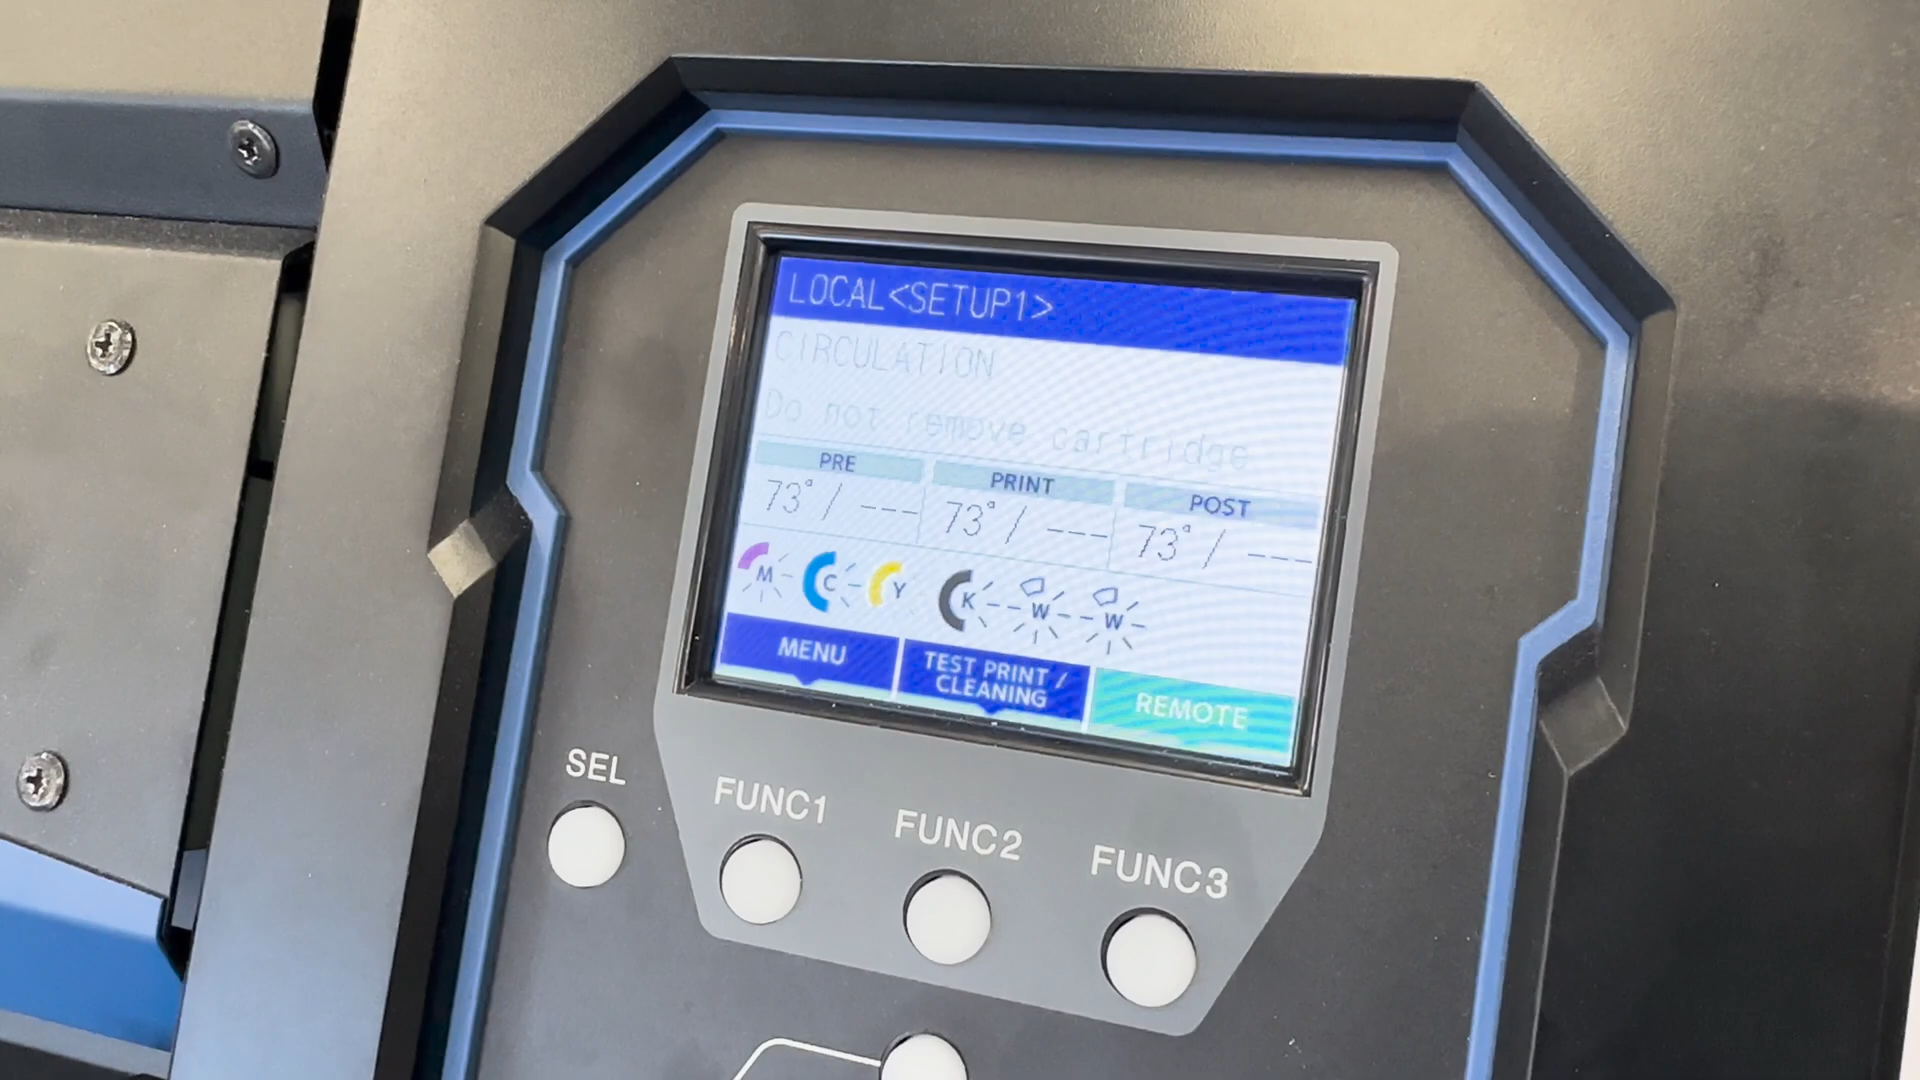 LOCAL<SETUP1>
CIRCULATION
Do not remove cartridge
PRE PRINT POST
73°/ --- 73°/ --- 73°/ ---
M C Y K W W
MENU TEST PRINT / CLEANING REMOTE
SEL FUNC1 FUNC2 FUNC3